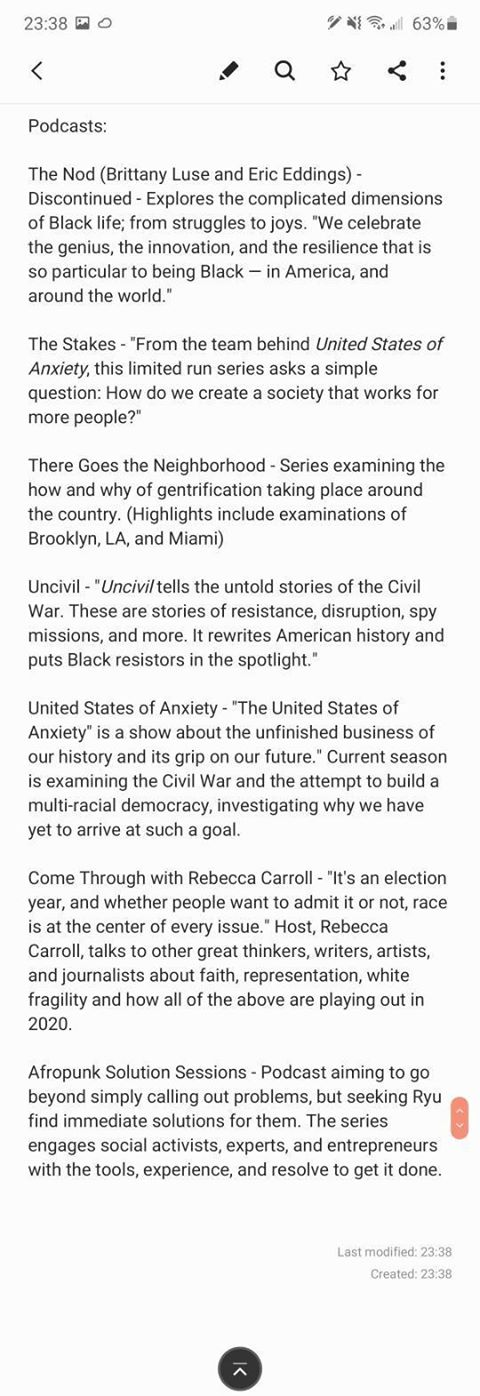 23:38 63%
Podcasts:
The Nod (Brittany Luse and Eric Eddings) -
Discontinued - Explores the complicated dimensions
of Black life; from struggles to joys. "We celebrate
the genius, the innovation, and the resilience that is
so particular to being Black — in America, and
around the world."
The Stakes - "From the team behind United States of
Anxiety, this limited run series asks a simple
question: How do we create a society that works for
more people?"
There Goes the Neighborhood - Series examining the
how and why of gentrification taking place around
the country. (Highlights include examinations of
Brooklyn, LA, and Miami)
Uncivil - "Uncivil tells the untold stories of the Civil
War. These are stories of resistance, disruption, spy
missions, and more. It rewrites American history and
puts Black resistors in the spotlight."
United States of Anxiety - "The United States of
Anxiety" is a show about the unfinished business of
our history and its grip on our future." Current season
is examining the Civil War and the attempt to build a
multi-racial democracy, investigating why we have
yet to arrive at such a goal.
Come Through with Rebecca Carroll - "It's an election
year, and whether people want to admit it or not, race
is at the center of every issue." Host, Rebecca
Carroll, talks to other great thinkers, writers, artists,
and journalists about faith, representation, white
fragility and how all of the above are playing out in
2020.
Afropunk Solution Sessions - Podcast aiming to go
beyond simply calling out problems, but seeking Ryu
find immediate solutions for them. The series
engages social activists, experts, and entrepreneurs
with the tools, experience, and resolve to get it done.
Last modified: 23:38
Created: 23:38